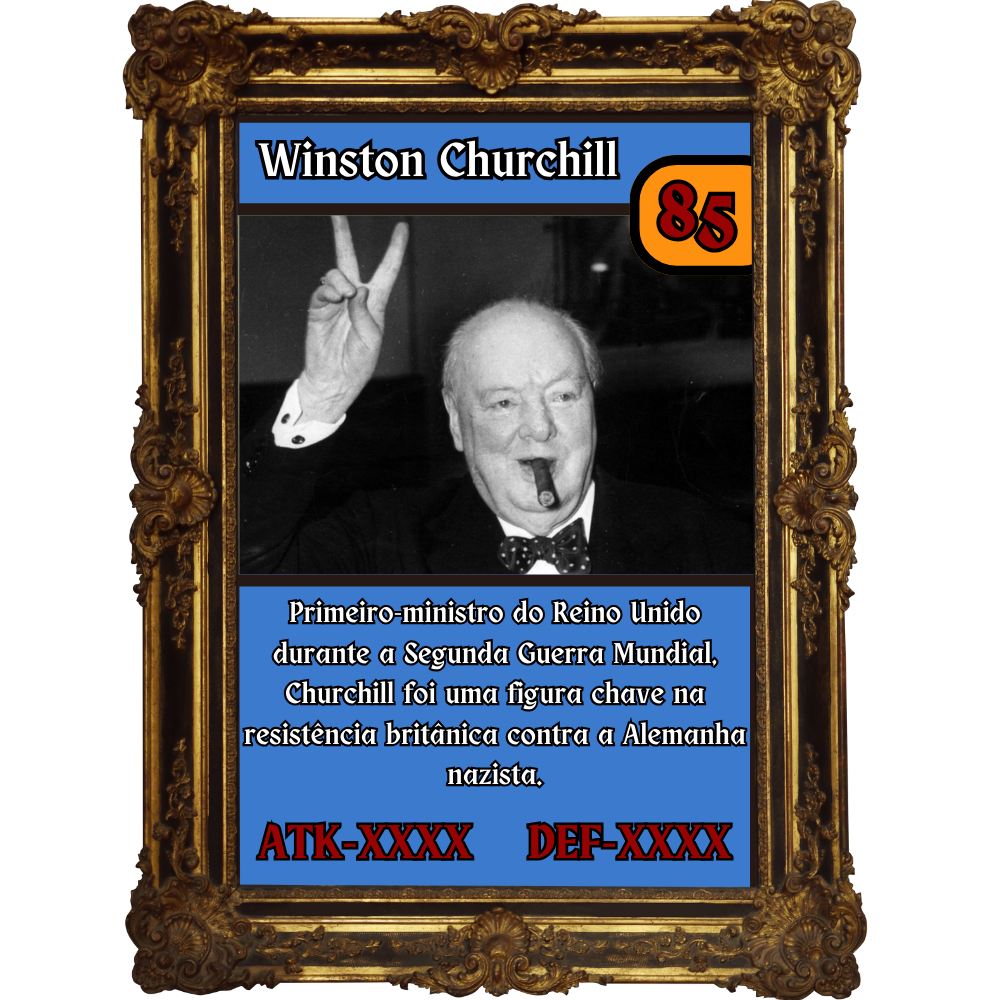 Winston Churchill
85
Primeiro-ministro do Reino Unido
durante a Segunda Guerra Mundial,
Churchill foi uma figura chave na
resistência britânica contra a Alemanha
nazista.
ATK-XXXX DEF-XXXX